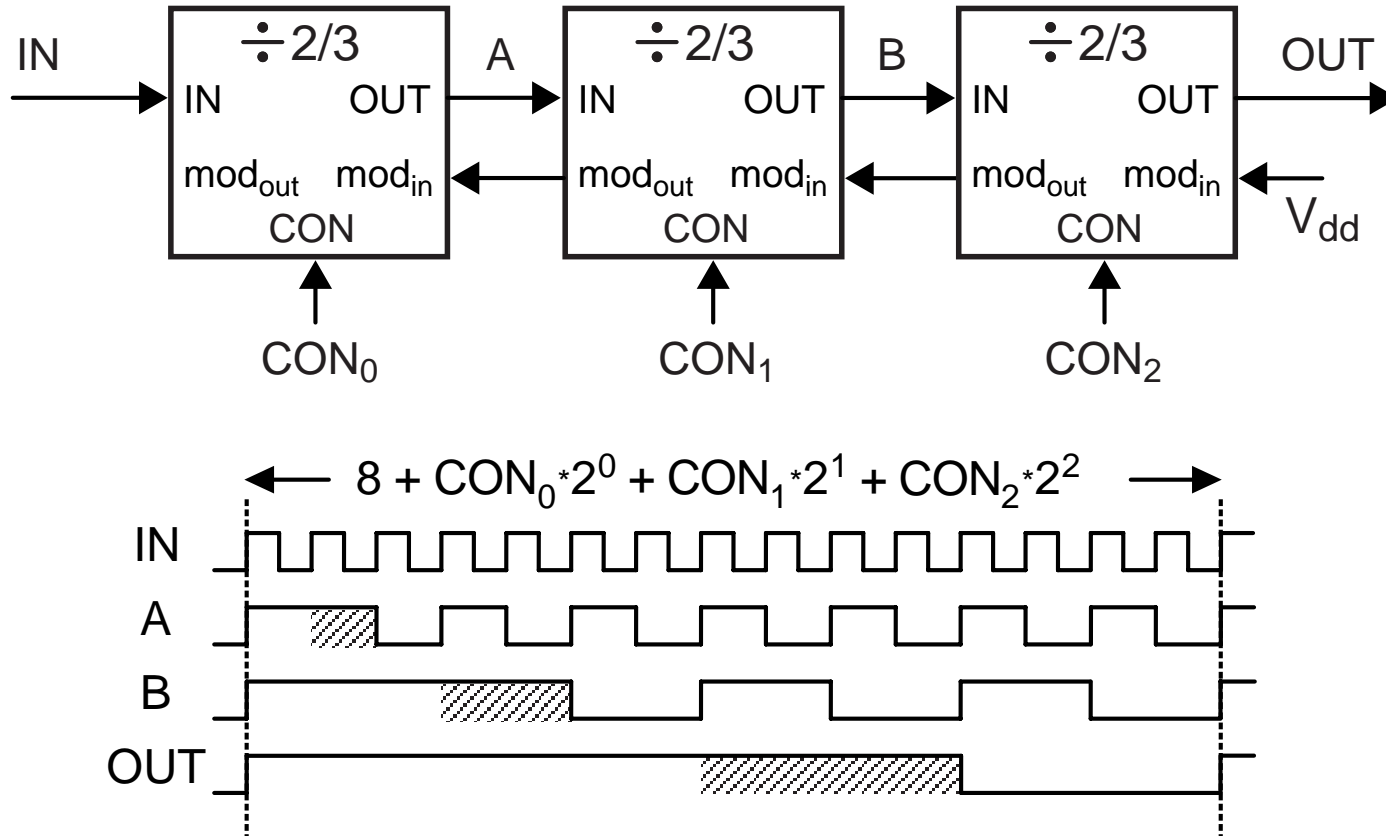 ÷2/3 ÷2/3 ÷2/3
IN A B OUT
IN OUT IN OUT IN OUT
mod_out mod_in mod_out mod_in mod_out mod_in
V_dd
CON CON CON
CON_0 CON_1 CON_2
8 + CON_0*2^0 + CON_1*2^1 + CON_2*2^2
IN
A
B
OUT